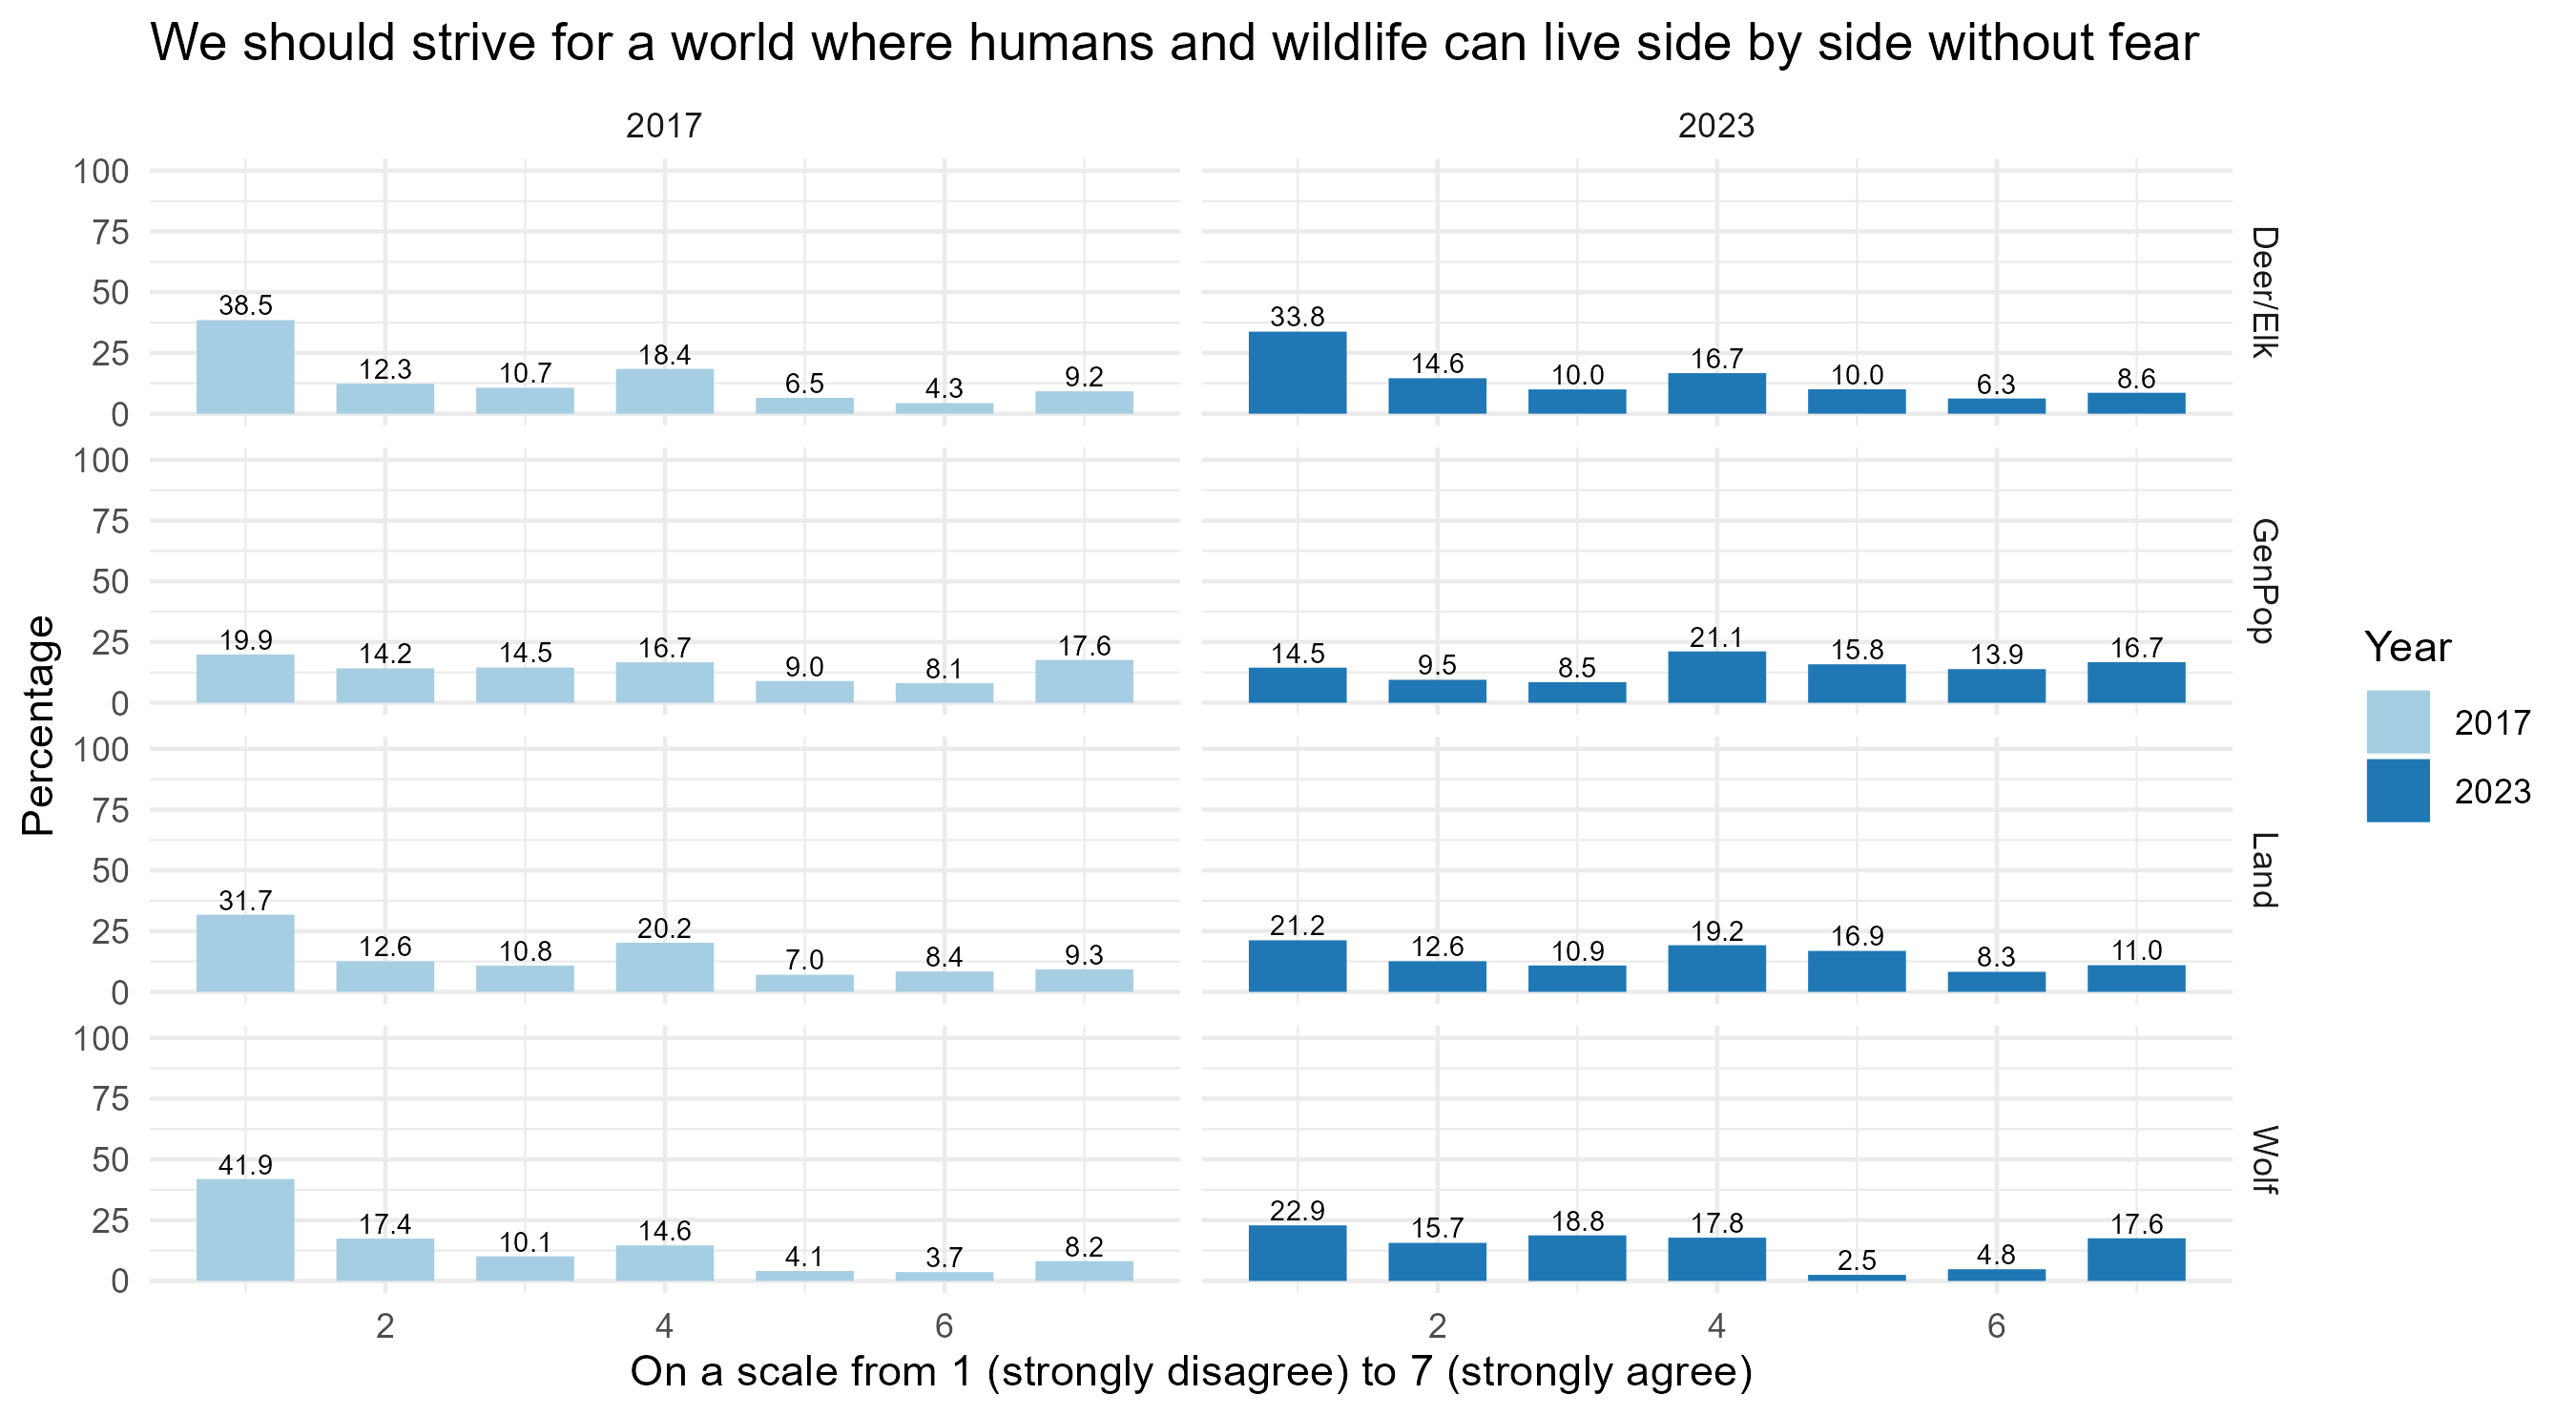 We should strive for a world where humans and wildlife can live side by side without fear
2017 2023
100
75
50
25
0
38.5 12.3 10.7 18.4 6.5 4.3 9.2
33.8 14.6 10.0 16.7 10.0 6.3 8.6
Deer/Elk
100
75
50
25
0
19.9 14.2 14.5 16.7 9.0 8.1 17.6
14.5 9.5 8.5 21.1 15.8 13.9 16.7
GenPop
100
75
50
25
0
31.7 12.6 10.8 20.2 7.0 8.4 9.3
21.2 12.6 10.9 19.2 16.9 8.3 11.0
Land
100
75
50
25
0
41.9 17.4 10.1 14.6 4.1 3.7 8.2
22.9 15.7 18.8 17.8 2.5 4.8 17.6
Wolf
2 4 6 2 4 6
On a scale from 1 (strongly disagree) to 7 (strongly agree)
Percentage
Year
2017
2023